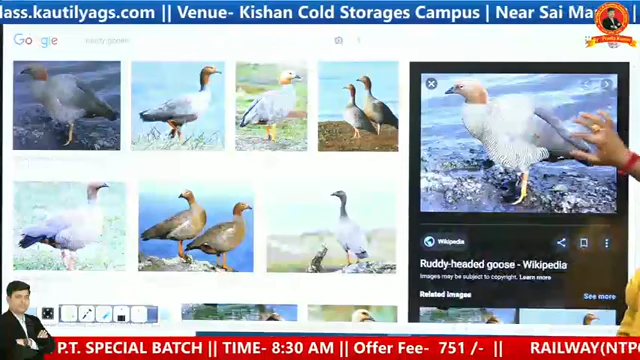 lass.kautilyags.com || Venue- Kishan Cold Storages Campus | Near Sai Ma
Google
ruddy goose
Wikipedia
Ruddy-headed goose - Wikipedia
Images may be subject to copyright. Learn more
Related images
See more
P.T. SPECIAL BATCH || TIME- 8:30 AM || Offer Fee- 751 /- || RAILWAY(NTP